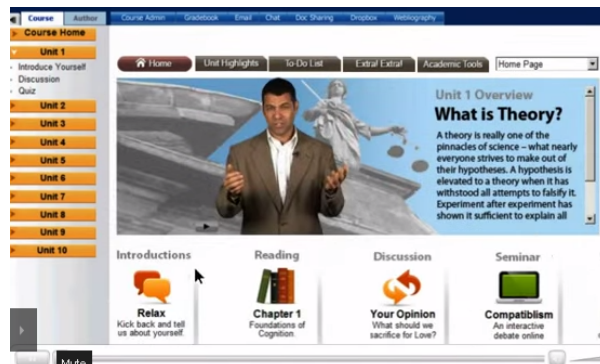 Course Author Course Admin Gradebook Email Chat Doc Sharing Dropbox Webliography
Course Home
Unit 1
Introduce Yourself
Discussion
Quiz
Unit 2
Unit 3
Unit 4
Unit 5
Unit 6
Unit 7
Unit 8
Unit 9
Unit 10
Home Unit Highlights To-Do List Extra! Extra! Academic Tools Home Page
Unit 1 Overview
What is Theory?
A theory is really one of the
pinnacles of science – what nearly
everyone strives to make out of
their hypotheses. A hypothesis is
elevated to a theory when it has
withstood all attempts to falsify it.
Experiment after experiment has
shown it sufficient to explain all
Introductions
Relax
Kick back and tell
us about yourself.
Reading
Chapter 1
Foundations of
Cognition
Discussion
Your Opinion
What should we
sacrifice for Love?
Seminar
Compatiblism
An interactive
debate online
Mute